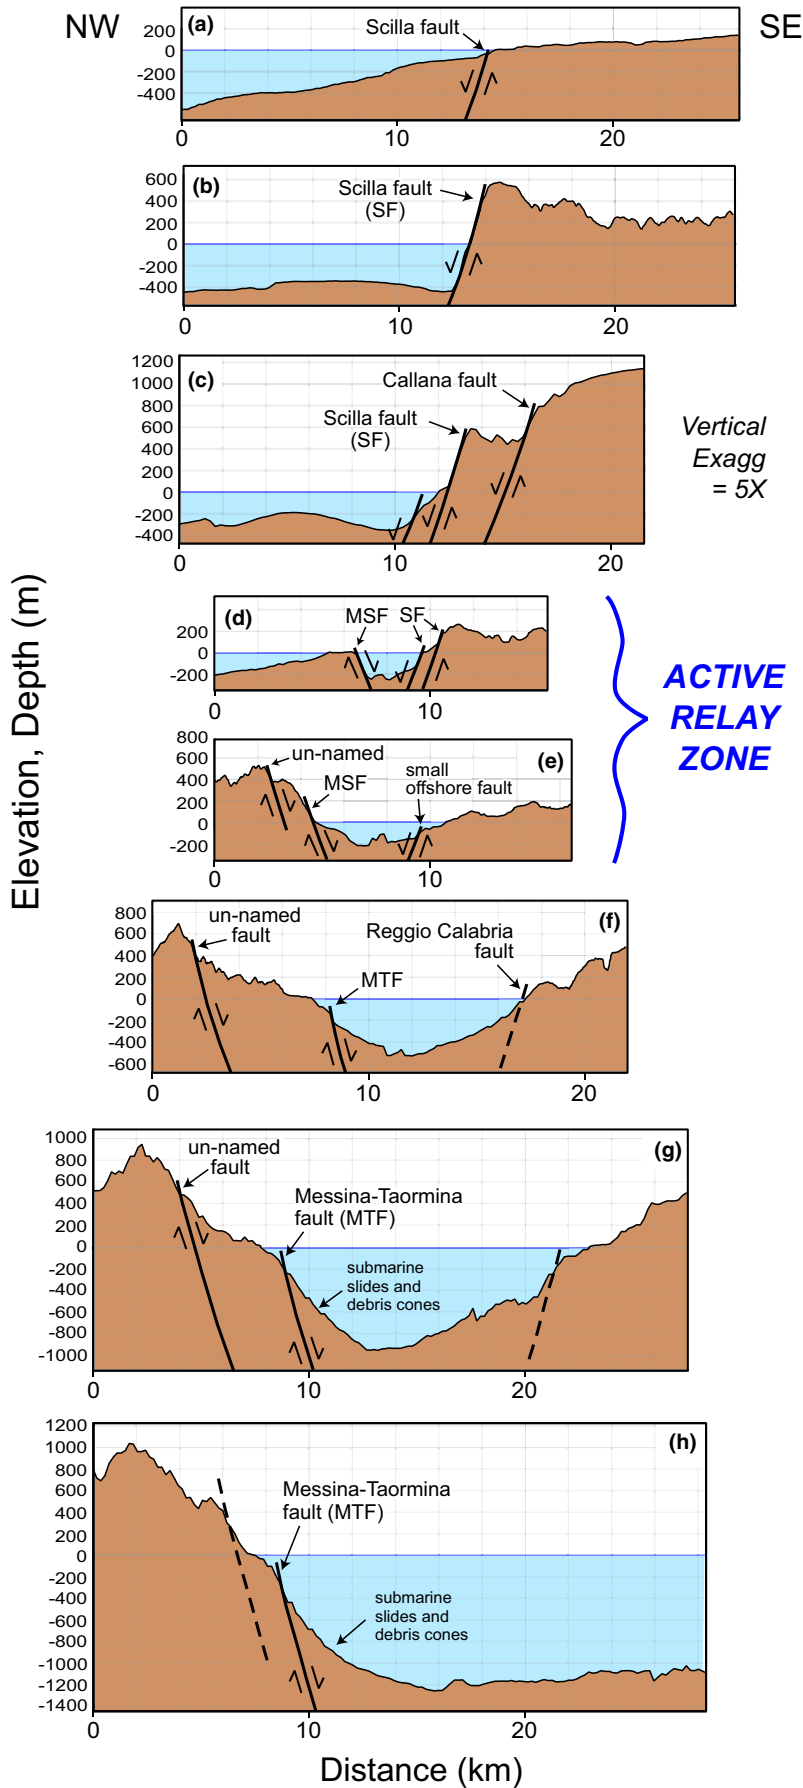 NW
SE
(a)
Scilla fault
200
0
-200
-400
0
10
20
(b)
Scilla fault
(SF)
600
400
200
0
-200
-400
0
10
20
(c)
Callana fault
Scilla fault
(SF)
1200
1000
800
600
400
200
0
-200
-400
0
10
20
Vertical
Exagg
= 5X
(d)
MSF
SF
200
0
-200
0
10
ACTIVE
RELAY
ZONE
(e)
un-named
MSF
small
offshore fault
800
600
400
200
0
-200
0
10
(f)
un-named
fault
Reggio Calabria
fault
MTF
800
600
400
200
0
-200
-400
-600
0
10
20
(g)
un-named
fault
Messina-Taormina
fault (MTF)
submarine
slides and
debris cones
1000
800
600
400
200
0
-200
-400
-600
-800
-1000
0
10
20
(h)
Messina-Taormina
fault (MTF)
submarine
slides and
debris cones
1200
1000
800
600
400
200
0
-200
-400
-600
-800
-1000
-1200
-1400
0
10
20
Elevation, Depth (m)
Distance (km)